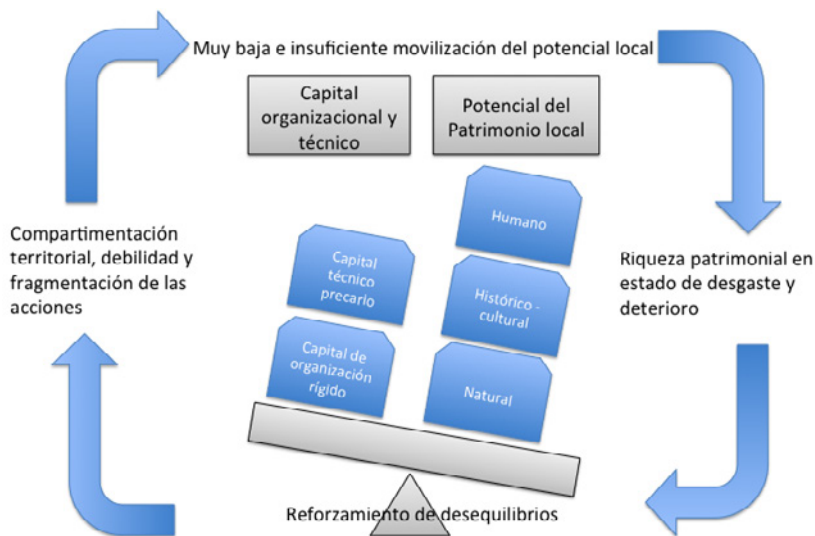 Muy baja e insuficiente movilización del potencial local
Capital
organizacional y
técnico
Potencial del
Patrimonio local
Humano
Histórico -
cultural
Natural
Capital
técnico
precario
Capital de
organización
rígido
Compartimentación
territorial, debilidad y
fragmentación de las
acciones
Riqueza patrimonial en
estado de desgaste y
deterioro
Reforzamiento de desequilibrios